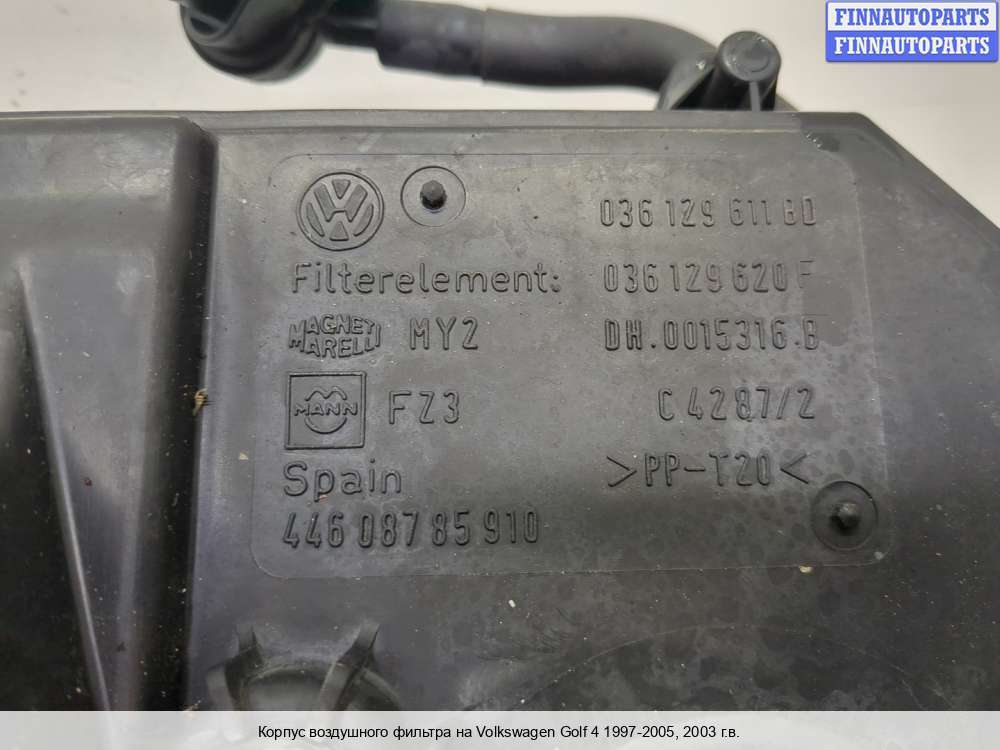 FINNAUTOPARTS
FINNAUTOPARTS
VW 036 129 611 BD
Filterelement: 036 129 620 F
MAGNETI MARELLI MY2 DH.0015316.B
MANN FZ3 C 4287/2
Spain >PP-T20<
446 087 85 910
Корпус воздушного фильтра на Volkswagen Golf 4 1997-2005, 2003 г.в.